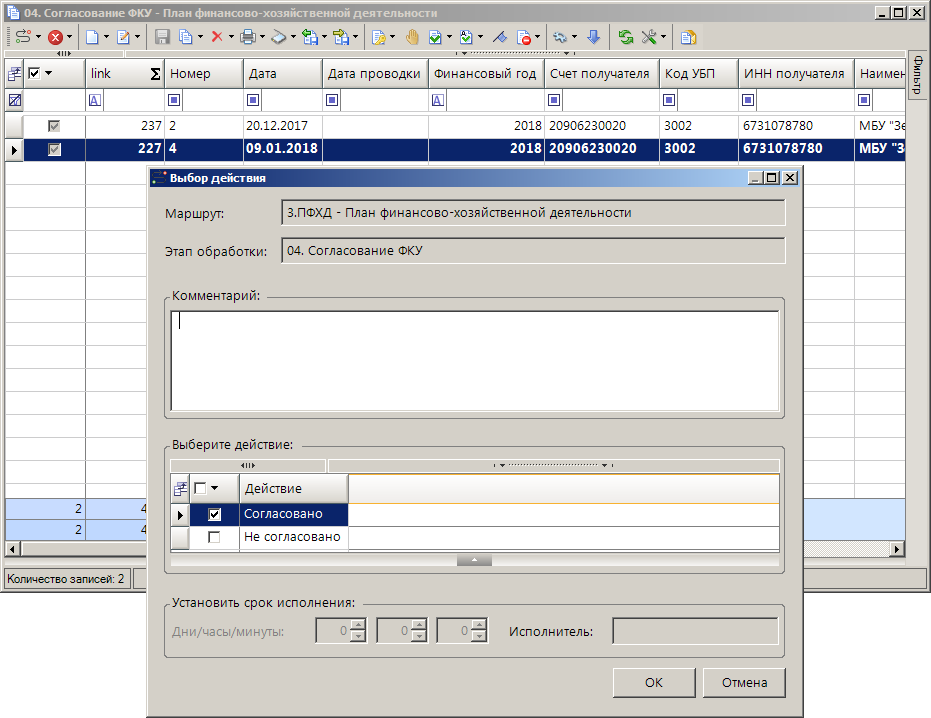 04. Согласование ФКУ - План финансово-хозяйственной деятельности
link Σ Номер Дата Дата проводки Финансовый год Счет получателя Код УБП ИНН получателя Наимен
Фильтр
237 2 20.12.2017 2018 20906230020 3002 6731078780 МБУ "Зе
227 4 09.01.2018 2018 20906230020 3002 6731078780 МБУ "Зе
Выбор действия
Маршрут: 3.ПФХД - План финансово-хозяйственной деятельности
Этап обработки: 04. Согласование ФКУ
Комментарий:
Выберите действие:
Действие
Согласовано
Не согласовано
2 4
2 4
Количество записей: 2
Установить срок исполнения:
Дни/часы/минуты: 0 0 0 Исполнитель:
OK Отмена